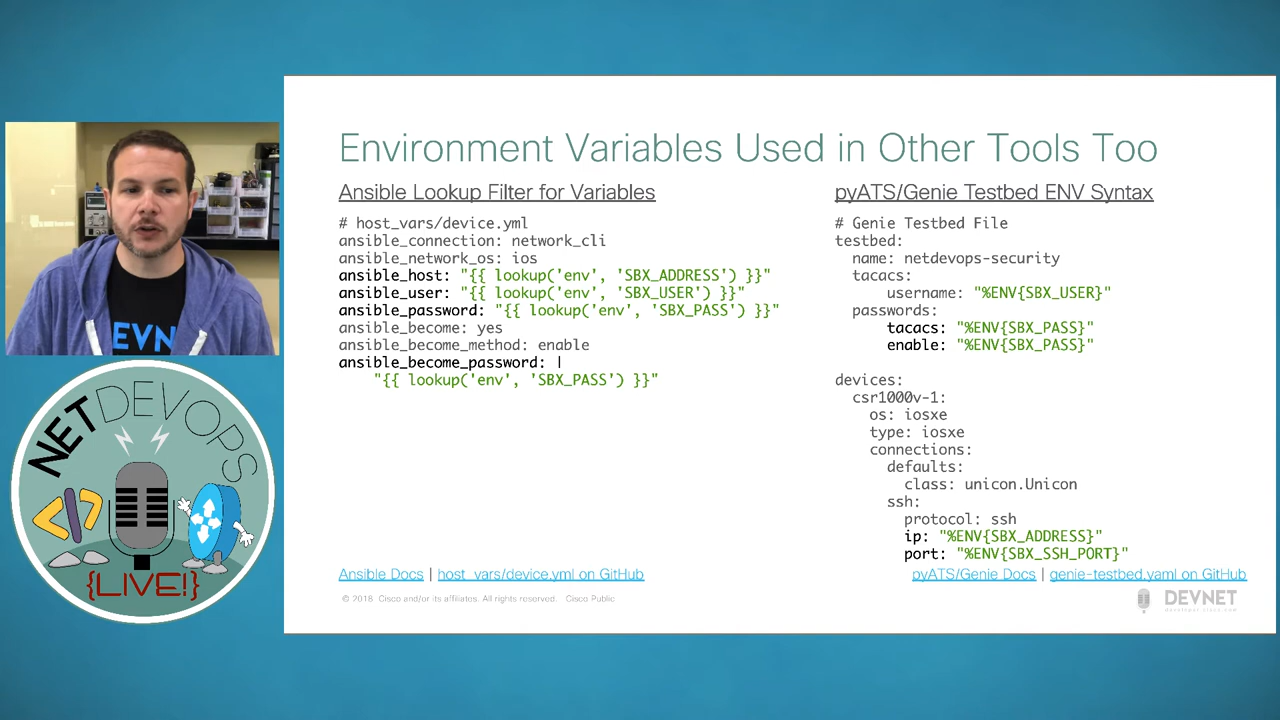 Environment Variables Used in Other Tools Too
Ansible Lookup Filter for Variables
# host_vars/device.yml
ansible_connection: network_cli
ansible_network_os: ios
ansible_host: "{{ lookup('env', 'SBX_ADDRESS') }}"
ansible_user: "{{ lookup('env', 'SBX_USER') }}"
ansible_password: "{{ lookup('env', 'SBX_PASS') }}"
ansible_become: yes
ansible_become_method: enable
ansible_become_password: |
"{{ lookup('env', 'SBX_PASS') }}"
Ansible Docs | host_vars/device.yml on GitHub
pyATS/Genie Testbed ENV Syntax
# Genie Testbed File
testbed:
name: netdevops-security
tacacs:
username: "%ENV{SBX_USER}"
passwords:
tacacs: "%ENV{SBX_PASS}"
enable: "%ENV{SBX_PASS}"
devices:
csr1000v-1:
os: iosxe
type: iosxe
connections:
defaults:
class: unicon.Unicon
ssh:
protocol: ssh
ip: "%ENV{SBX_ADDRESS}"
port: "%ENV{SBX_SSH_PORT}"
pyATS/Genie Docs | genie-testbed.yaml on GitHub
© 2018 Cisco and/or its affiliates. All rights reserved. Cisco Public
DEVNET
EVN
NETDEVOPS
</>
{LIVE!}